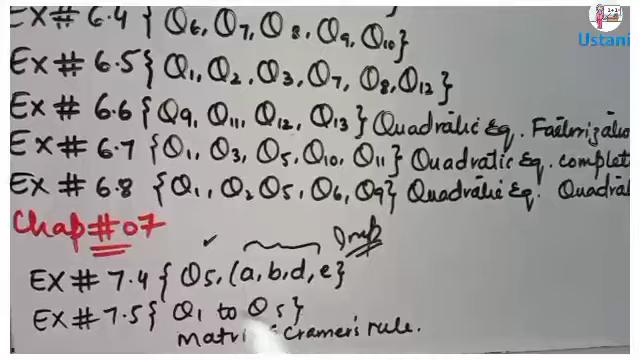 EX # 6.4 { Q6, Q7, Q8, Q9, Q10}
Ustani
EX # 6.5 { Q1, Q2, Q3, Q7, Q8, Q12}
EX # 6.6 {Q9, Q11, Q12, Q13} Quadratic Eq. Factrizatio
EX # 6.7 {Q1, Q3, Q5, Q10, Q11} Quadratic Eq. complet
EX # 6.8 {Q1, Q2 Q5, Q6, Q9} Quadratic Eq. Quadrat
Chap # 07
Imp
EX # 7.4 { Q5, (a, b, d, e}
EX # 7.5 { Q1 to Q5}
Cramer's rule.